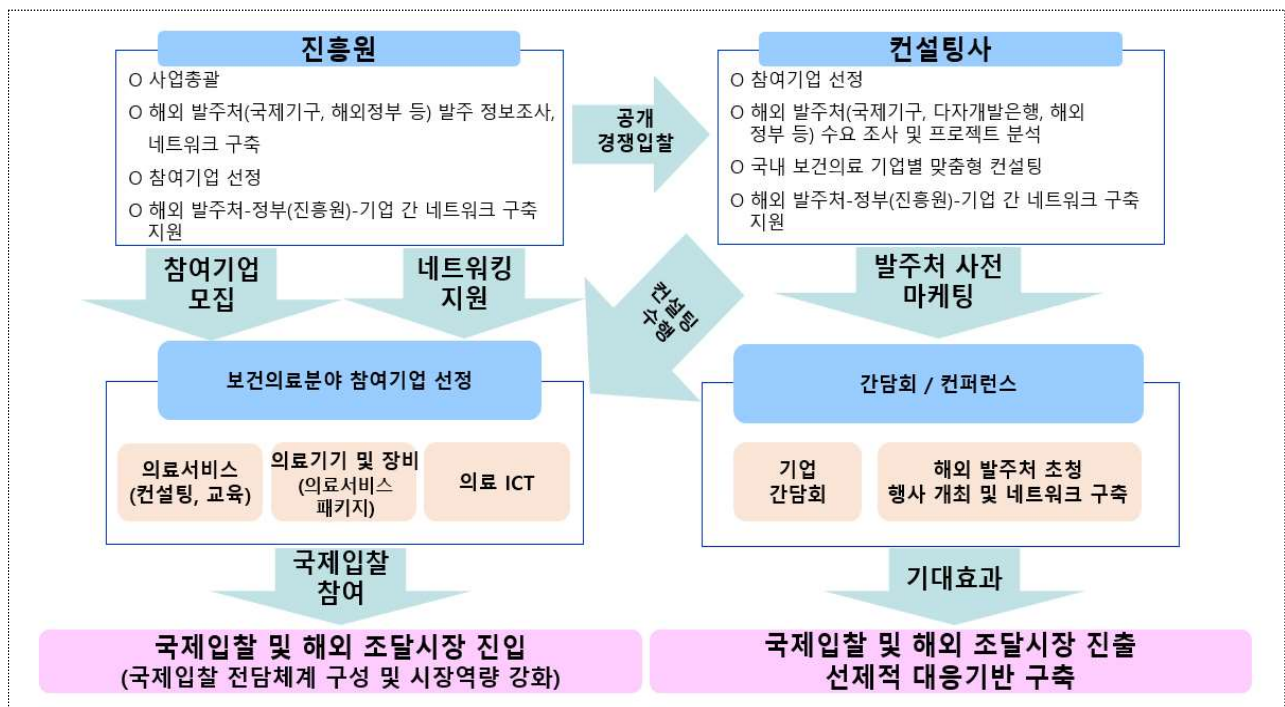 진흥원
O 사업총괄
O 해외 발주처(국제기구, 해외정부 등) 발주 정보조사,
네트워크 구축
O 참여기업 선정
O 해외 발주처-정부(진흥원)-기업 간 네트워크 구축
지원
공개
경쟁입찰
컨설팅사
O 참여기업 선정
O 해외 발주처(국제기구, 다자개발은행, 해외
정부 등) 수요 조사 및 프로젝트 분석
O 국내 보건의료 기업별 맞춤형 컨설팅
O 해외 발주처-정부(진흥원)-기업 간 네트워크 구축
지원
참여기업
모집
네트워킹
지원
컨설팅
수행
발주처 사전
마케팅
보건의료분야 참여기업 선정
의료서비스
(컨설팅, 교육)
의료기기 및 장비
(의료서비스
패키지)
의료 ICT
간담회 / 컨퍼런스
기업
간담회
해외 발주처 초청
행사 개최 및 네트워크 구축
국제입찰
참여
기대효과
국제입찰 및 해외 조달시장 진입
(국제입찰 전담체계 구성 및 시장역량 강화)
국제입찰 및 해외 조달시장 진출
선제적 대응기반 구축